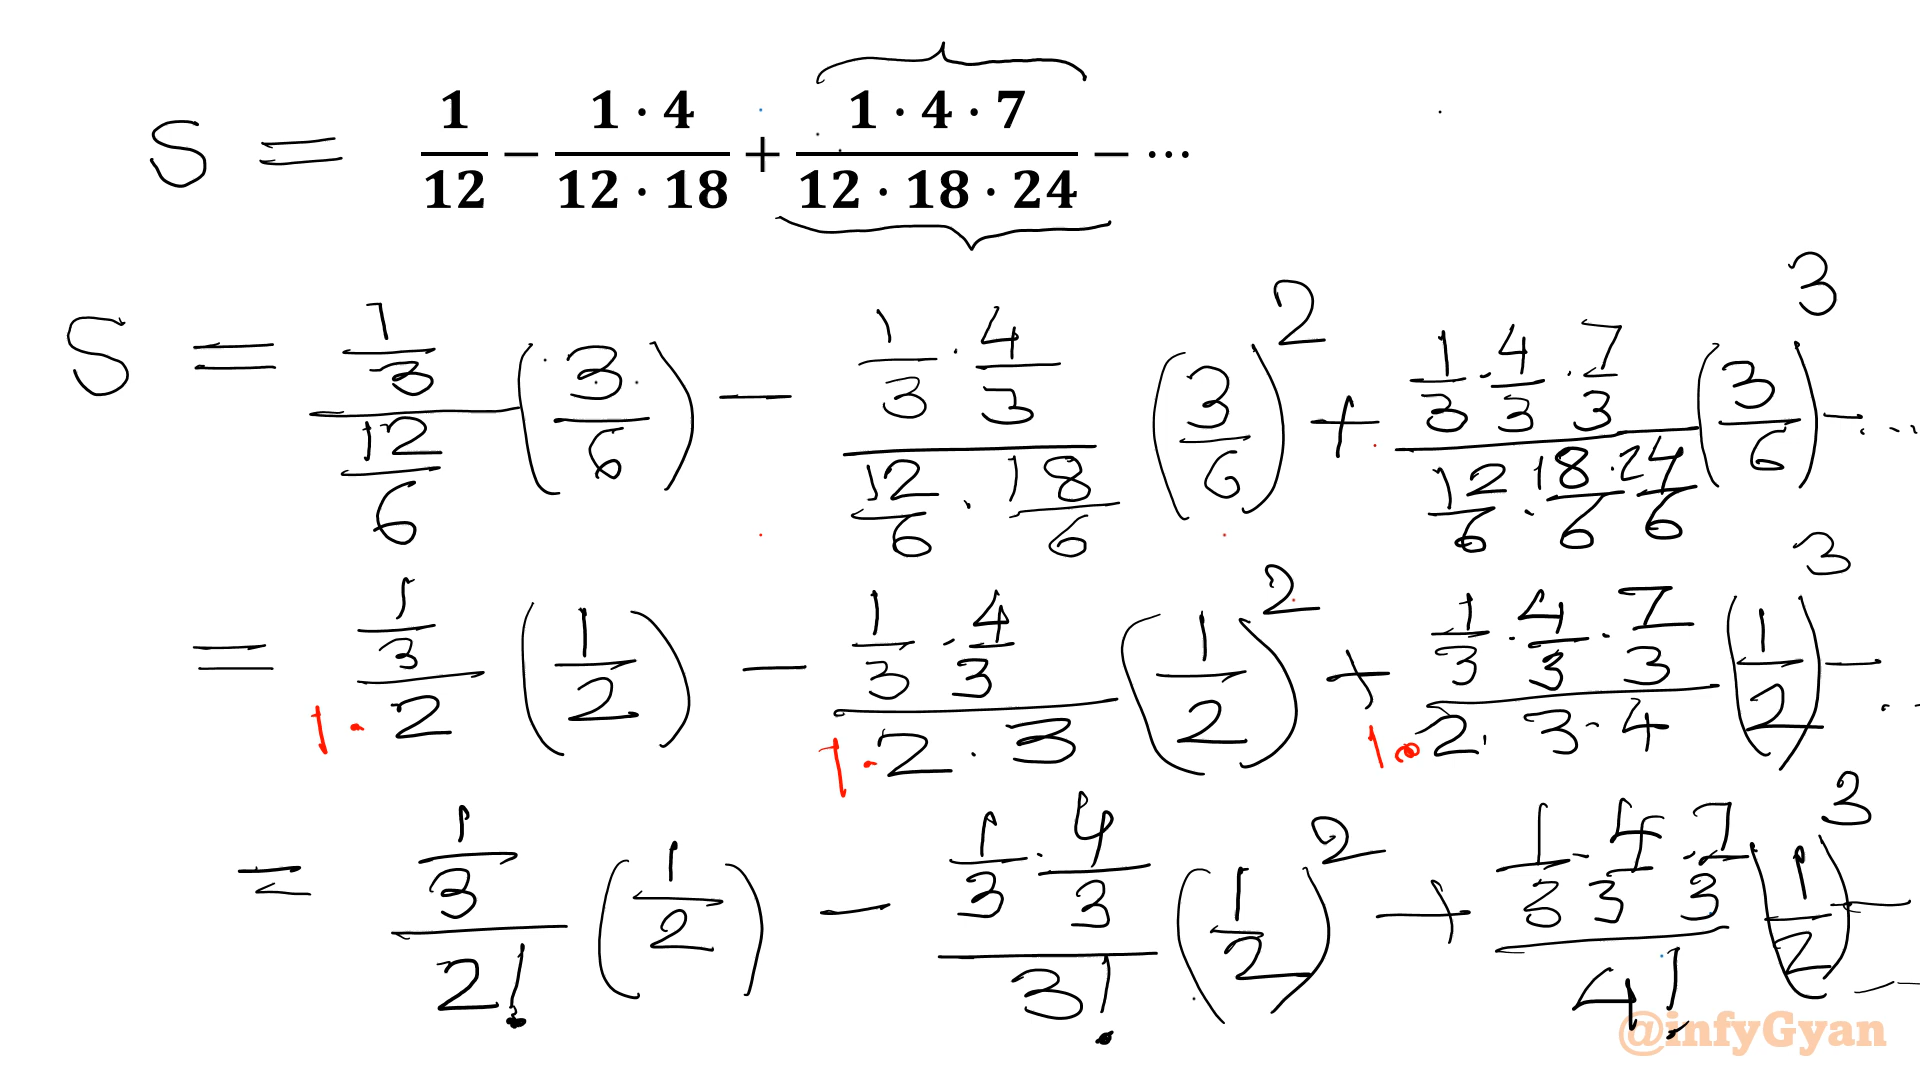 S = 1/12 − 1 · 4/12 · 18 + 1 · 4 · 7/12 · 18 · 24 − ⋯
S = (1/3)/(12/6) (3/6) − (1/3 · 4/3)/(12/6 · 18/6) (3/6)^2 + (1/3 · 4/3 · 7/3)/(12/6 · 18/6 · 24/6) (3/6)^3 − ...
= (1/3)/(1 · 2) (1/2) − (1/3 · 4/3)/(1 · 2 · 3) (1/2)^2 + (1/3 · 4/3 · 7/3)/(1 · 2 · 3 · 4) (1/2)^3 − ...
= (1/3)/2! (1/2) − (1/3 · 4/3)/3! (1/2)^2 + (1/3 · 4/3 · 7/3)/4! (1/2)^3 − ...
@infyGyan